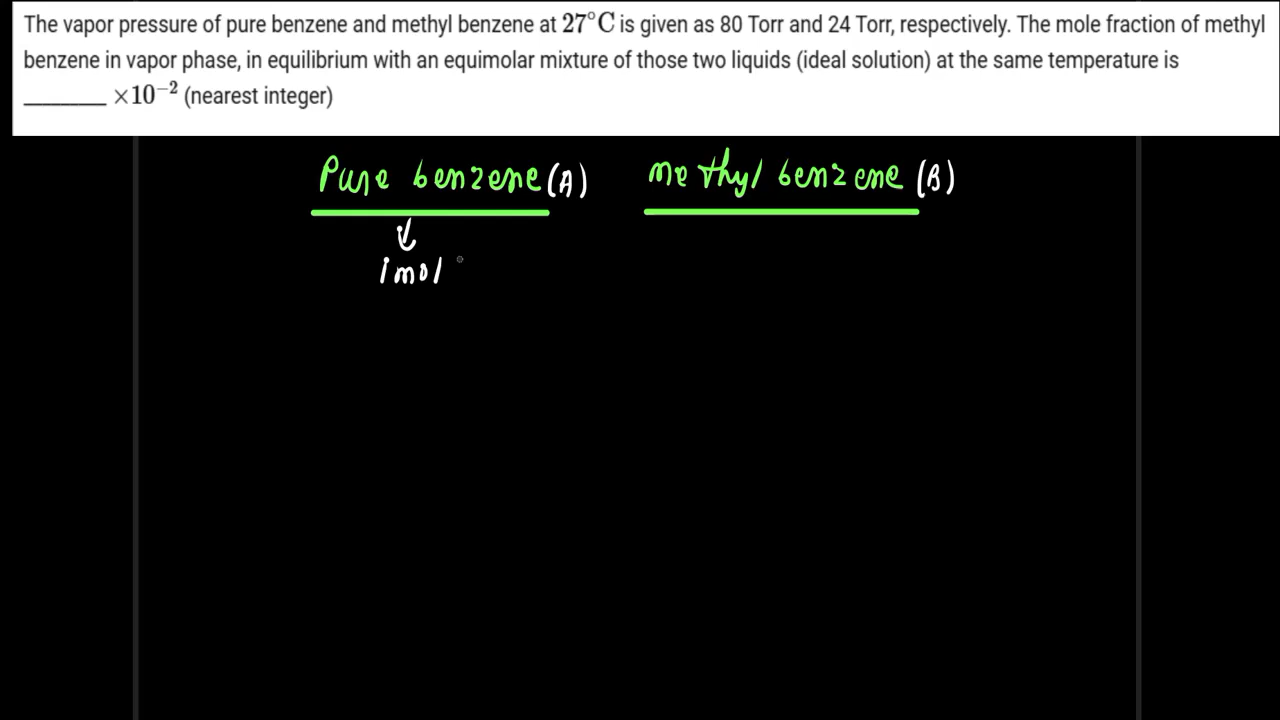 The vapor pressure of pure benzene and methyl benzene at 27°C is given as 80 Torr and 24 Torr, respectively. The mole fraction of methyl
benzene in vapor phase, in equilibrium with an equimolar mixture of those two liquids (ideal solution) at the same temperature is
________ ×10⁻² (nearest integer)
Pure benzene (A) methyl benzene (B)
↓
1mol